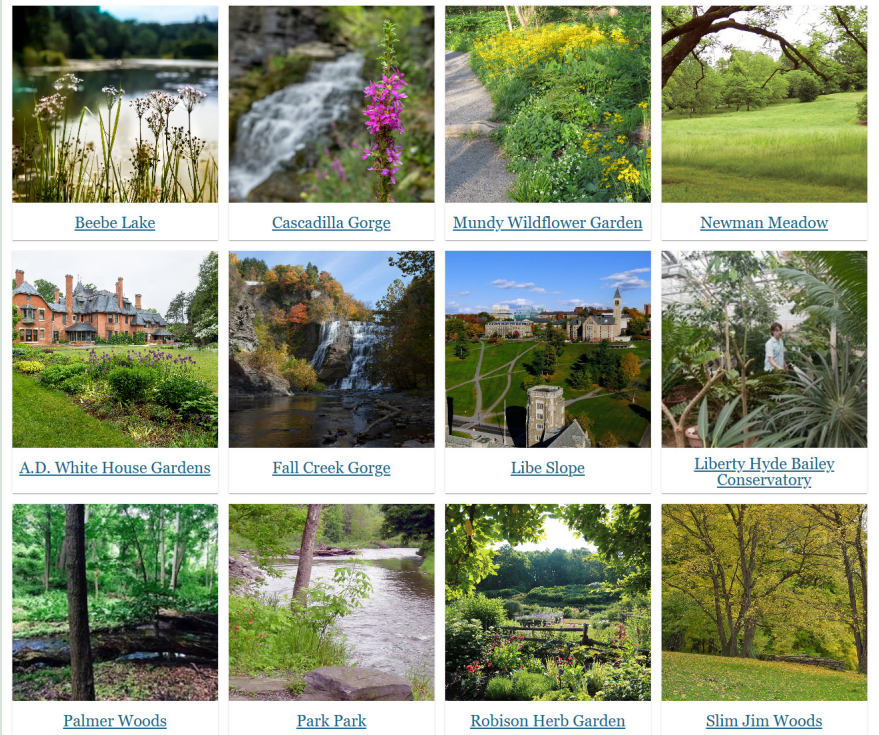 Beebe Lake
Cascadilla Gorge
Mundy Wildflower Garden
Newman Meadow
A.D. White House Gardens
Fall Creek Gorge
Libe Slope
Liberty Hyde Bailey
Conservatory
Palmer Woods
Park Park
Robison Herb Garden
Slim Jim Woods